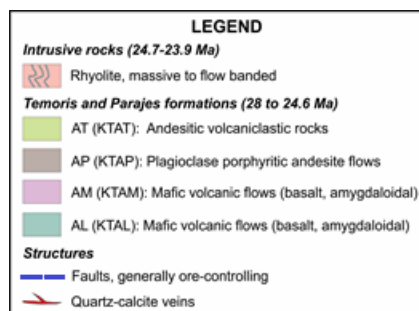 LEGEND
Intrusive rocks (24.7-23.9 Ma)
Rhyolite, massive to flow banded
Temoris and Parajes formations (28 to 24.6 Ma)
AT (KTAT): Andesitic volcaniclastic rocks
AP (KTAP): Plagioclase porphyritic andesite flows
AM (KTAM): Mafic volcanic flows (basalt, amygdaloidal)
AL (KTAL): Mafic volcanic flows (basalt, amygdaloidal)
Structures
Faults, generally ore-controlling
Quartz-calcite veins